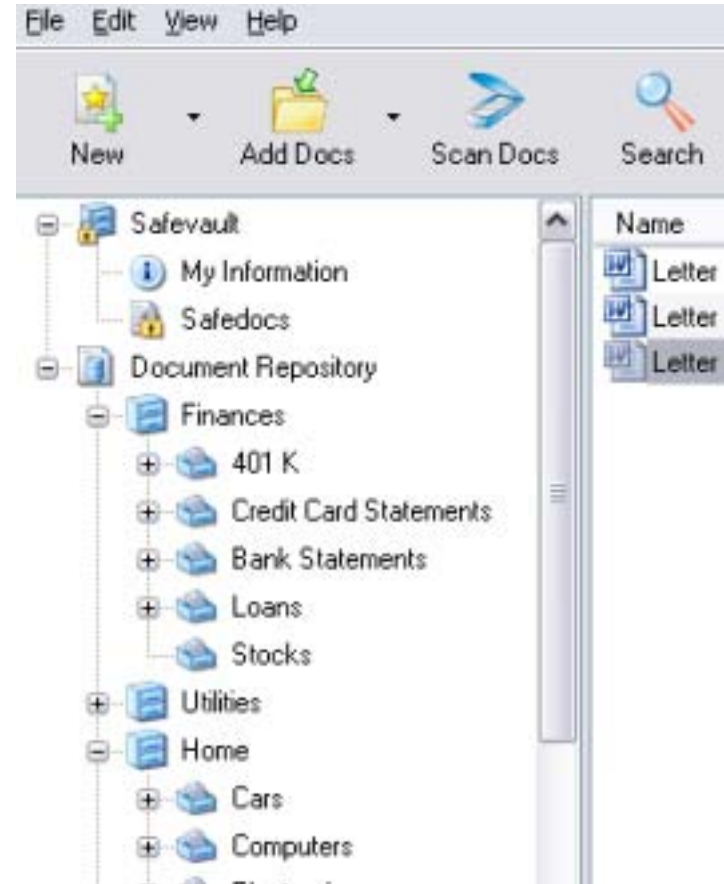 File Edit View Help
New Add Docs Scan Docs Search
Safevault
My Information
Safedocs
Document Repository
Finances
401 K
Credit Card Statements
Bank Statements
Loans
Stocks
Utilities
Home
Cars
Computers
Name
Letter
Letter
Letter